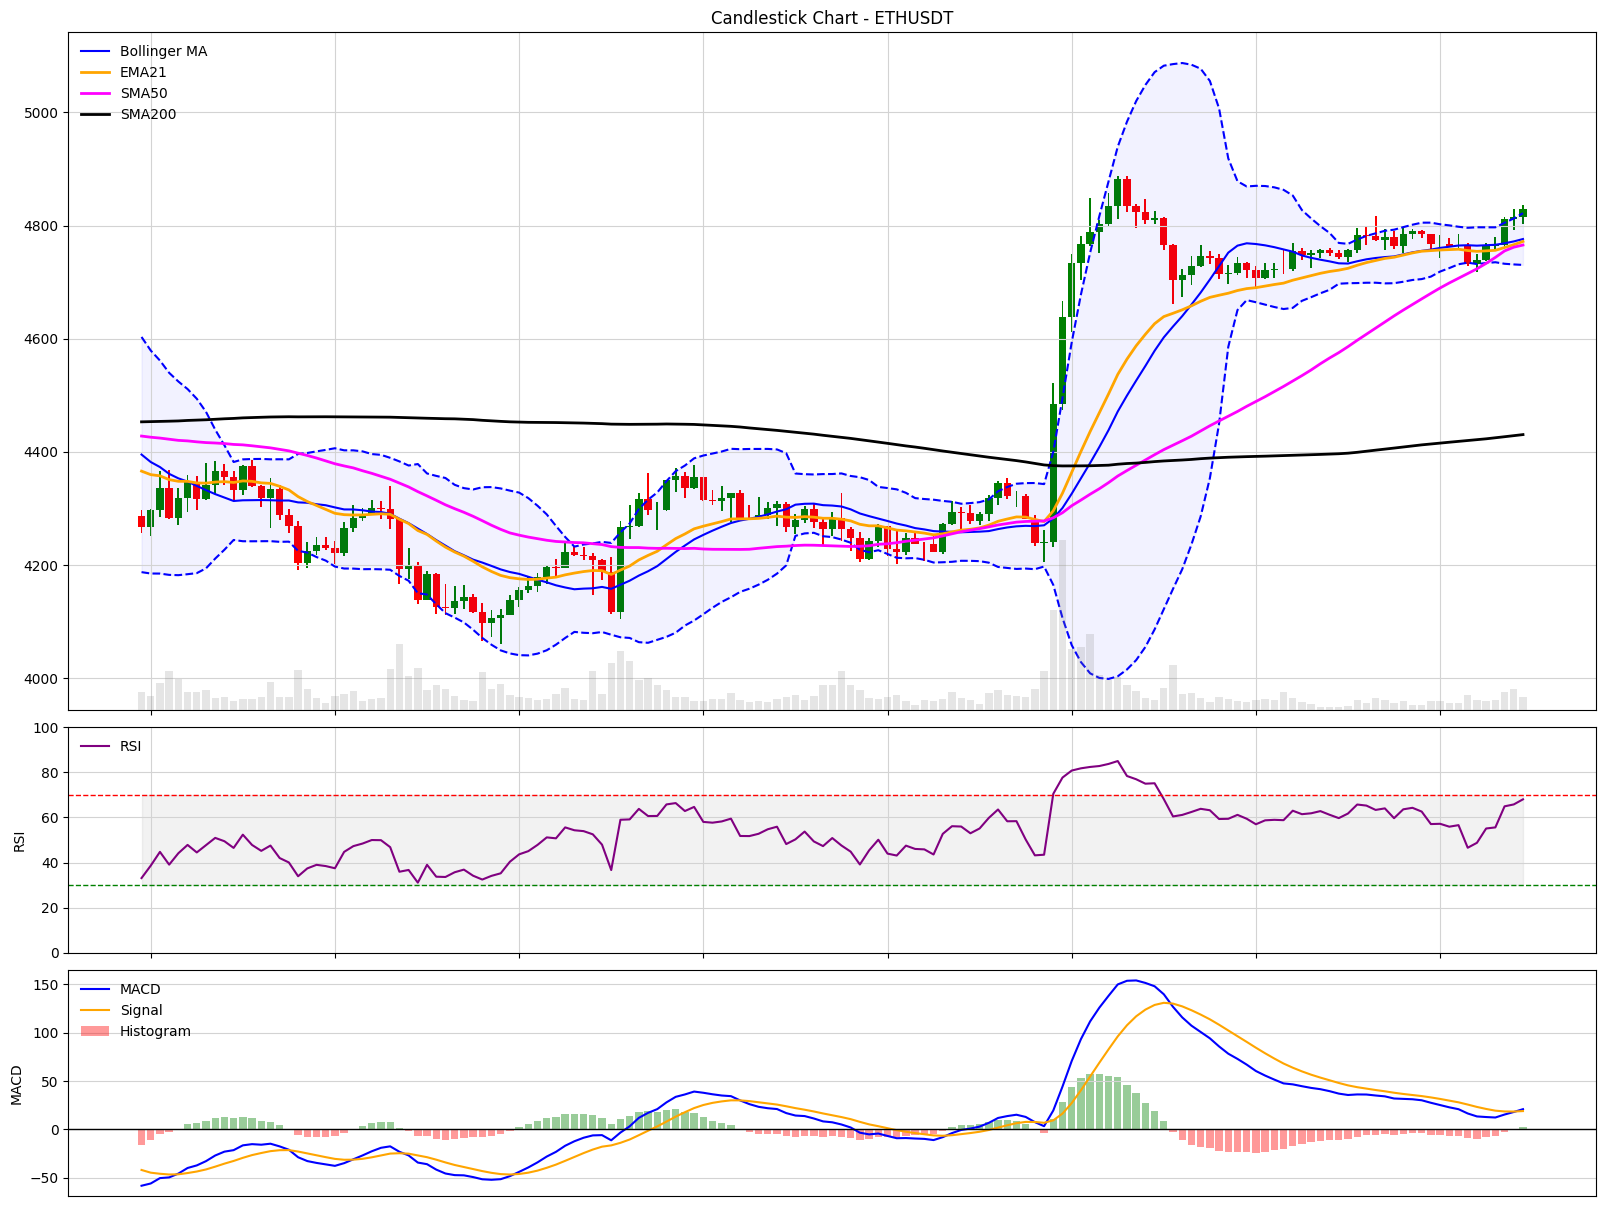 Candlestick Chart - ETHUSDT
Bollinger MA
EMA21
SMA50
SMA200
5000
4800
4600
4400
4200
4000
RSI
100
80
60
40
20
0
RSI
MACD
Signal
Histogram
150
100
50
0
−50
MACD